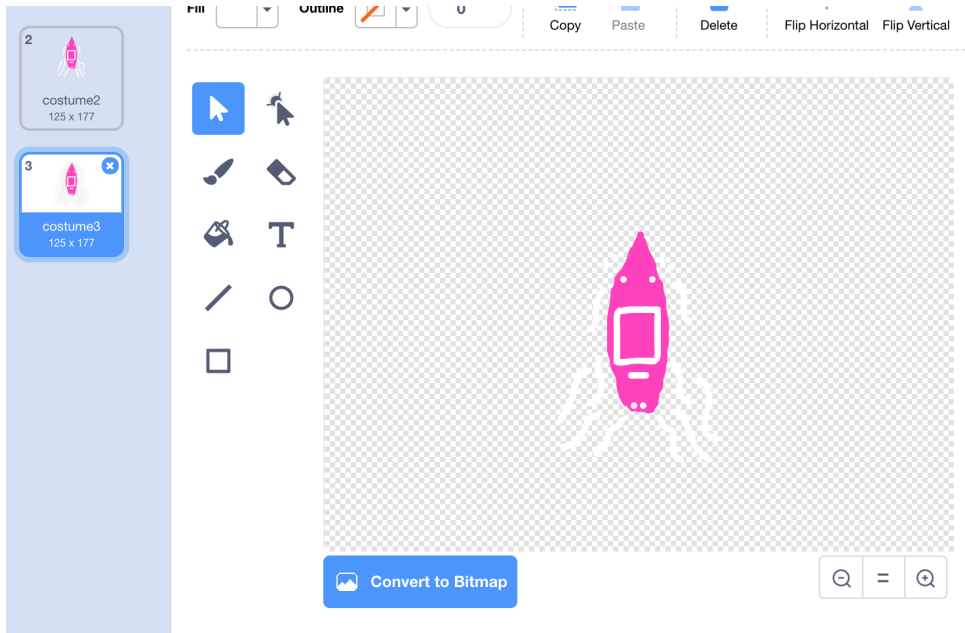 Fill
Outline
0
Copy
Paste
Delete
Flip Horizontal
Flip Vertical
2
costume2
125 x 177
3
costume3
125 x 177
T
Convert to Bitmap